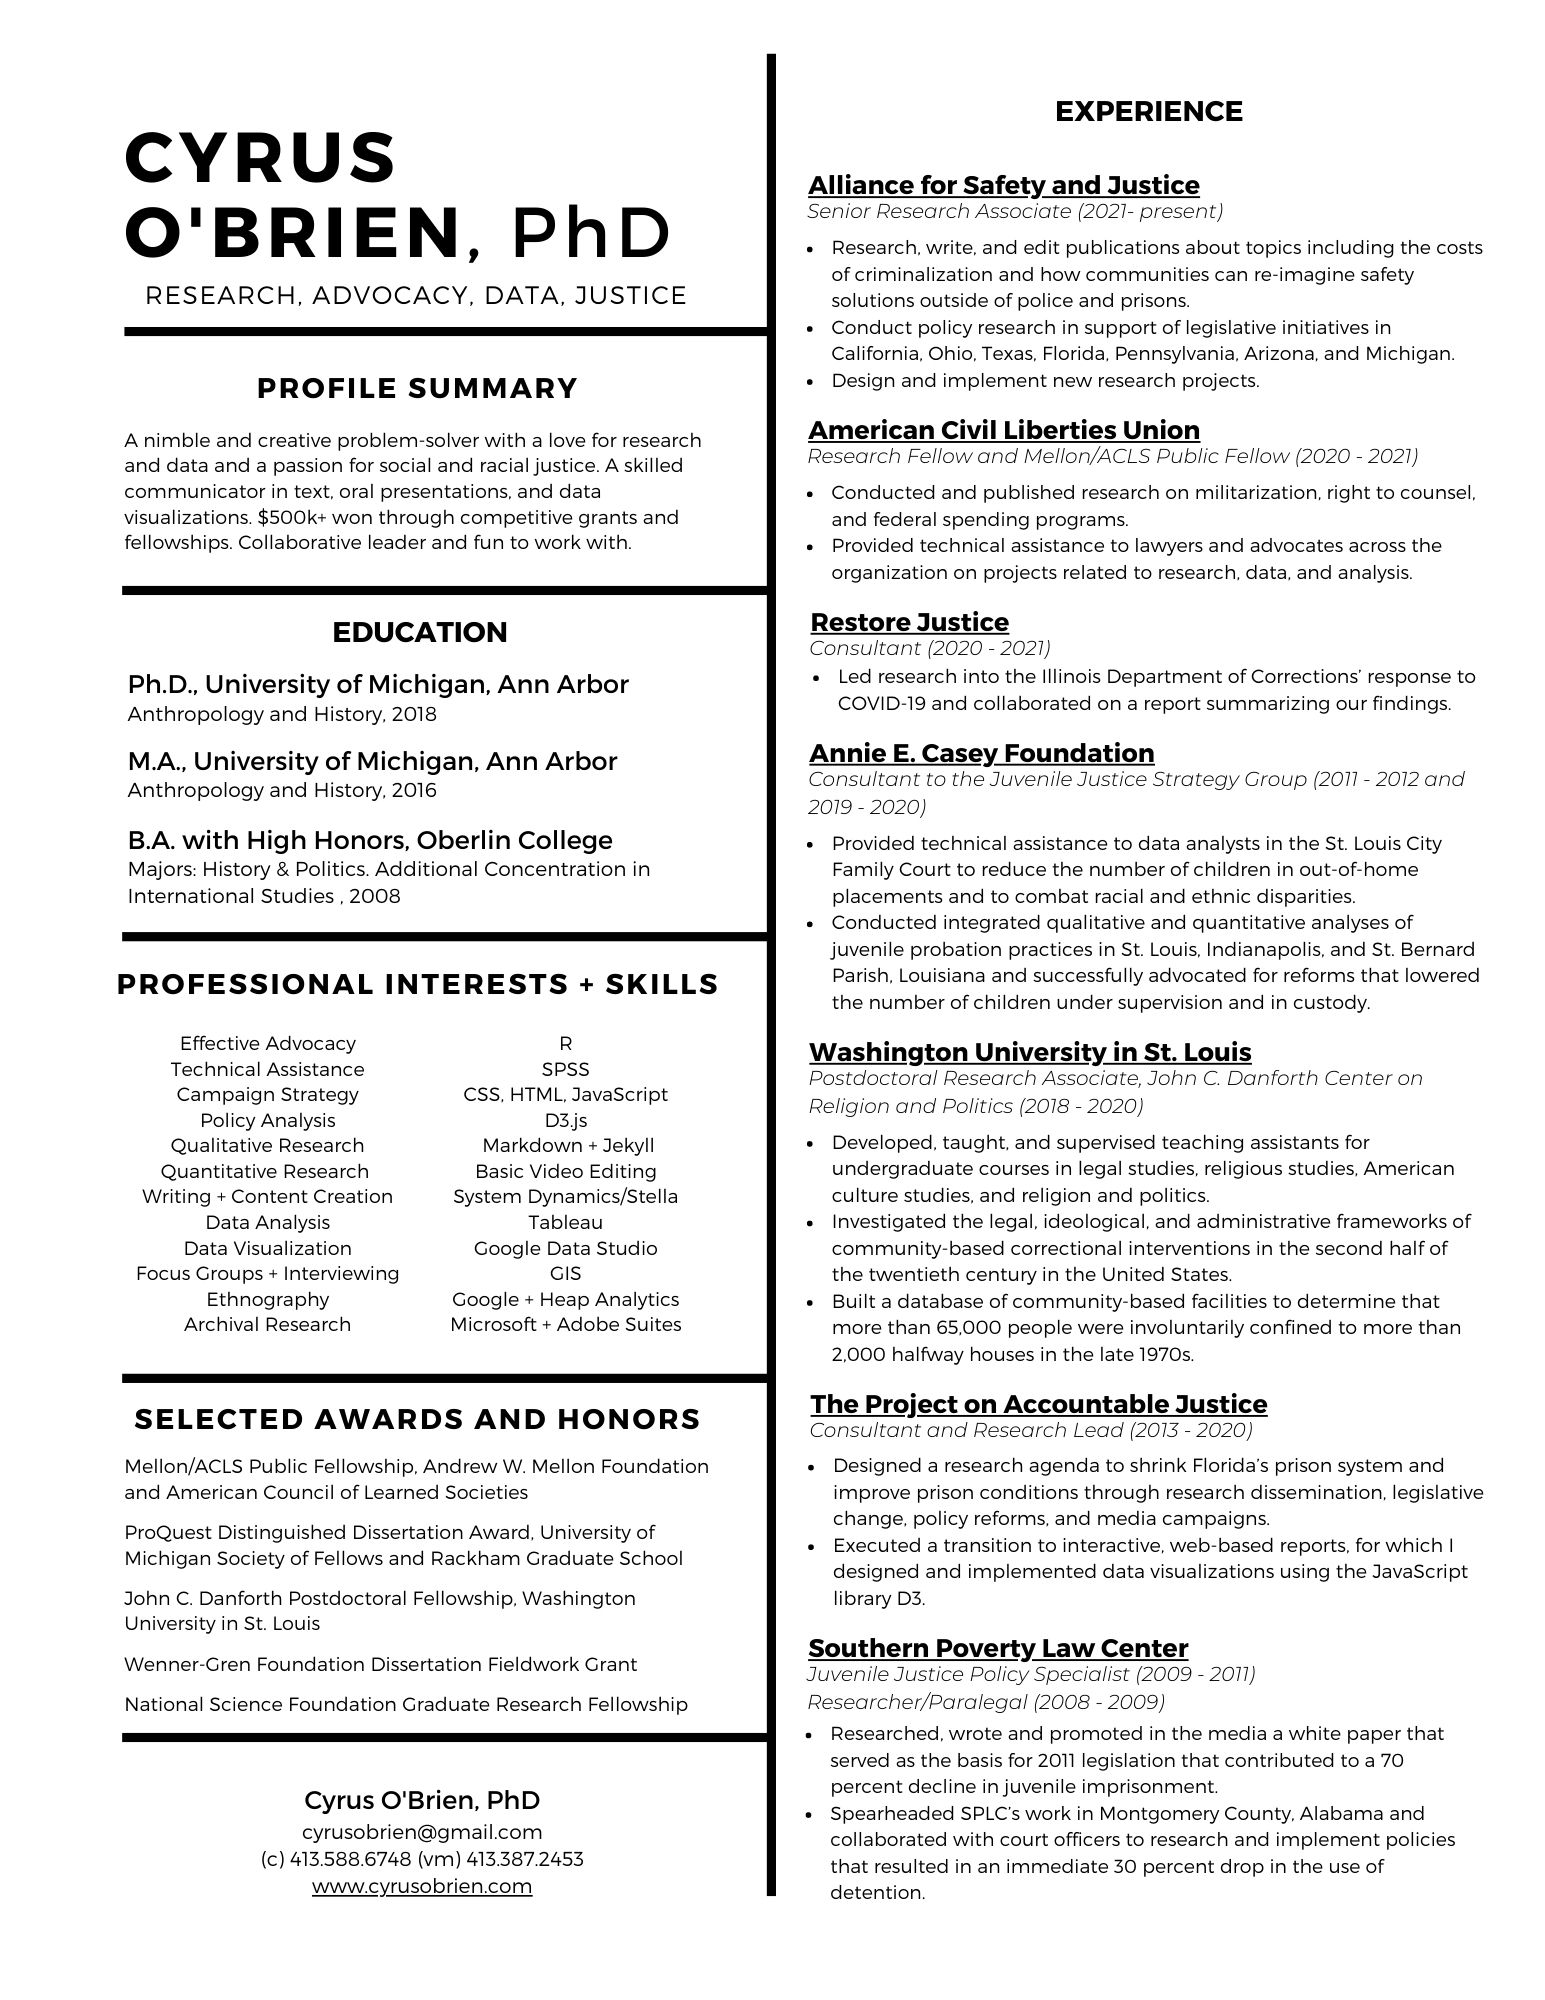 CYRUS
O'BRIEN, PhD
RESEARCH, ADVOCACY, DATA, JUSTICE
PROFILE SUMMARY
A nimble and creative problem-solver with a love for research
and data and a passion for social and racial justice. A skilled
communicator in text, oral presentations, and data
visualizations. $500k+ won through competitive grants and
fellowships. Collaborative leader and fun to work with.
EDUCATION
Ph.D., University of Michigan, Ann Arbor
Anthropology and History, 2018
M.A., University of Michigan, Ann Arbor
Anthropology and History, 2016
B.A. with High Honors, Oberlin College
Majors: History & Politics. Additional Concentration in
International Studies , 2008
PROFESSIONAL INTERESTS + SKILLS
Effective Advocacy
Technical Assistance
Campaign Strategy
Policy Analysis
Qualitative Research
Quantitative Research
Writing + Content Creation
Data Analysis
Data Visualization
Focus Groups + Interviewing
Ethnography
Archival Research
R
SPSS
CSS, HTML, JavaScript
D3.js
Markdown + Jekyll
Basic Video Editing
System Dynamics/Stella
Tableau
Google Data Studio
GIS
Google + Heap Analytics
Microsoft + Adobe Suites
SELECTED AWARDS AND HONORS
Mellon/ACLS Public Fellowship, Andrew W. Mellon Foundation
and American Council of Learned Societies
ProQuest Distinguished Dissertation Award, University of
Michigan Society of Fellows and Rackham Graduate School
John C. Danforth Postdoctoral Fellowship, Washington
University in St. Louis
Wenner-Gren Foundation Dissertation Fieldwork Grant
National Science Foundation Graduate Research Fellowship
Cyrus O'Brien, PhD
cyrusobrien@gmail.com
(c) 413.588.6748 (vm) 413.387.2453
www.cyrusobrien.com
EXPERIENCE
Alliance for Safety and Justice
Senior Research Associate (2021- present)
• Research, write, and edit publications about topics including the costs
of criminalization and how communities can re-imagine safety
solutions outside of police and prisons.
• Conduct policy research in support of legislative initiatives in
California, Ohio, Texas, Florida, Pennsylvania, Arizona, and Michigan.
• Design and implement new research projects.
American Civil Liberties Union
Research Fellow and Mellon/ACLS Public Fellow (2020 - 2021)
• Conducted and published research on militarization, right to counsel,
and federal spending programs.
• Provided technical assistance to lawyers and advocates across the
organization on projects related to research, data, and analysis.
Restore Justice
Consultant (2020 - 2021)
• Led research into the Illinois Department of Corrections’ response to
COVID-19 and collaborated on a report summarizing our findings.
Annie E. Casey Foundation
Consultant to the Juvenile Justice Strategy Group (2011 - 2012 and
2019 - 2020)
• Provided technical assistance to data analysts in the St. Louis City
Family Court to reduce the number of children in out-of-home
placements and to combat racial and ethnic disparities.
• Conducted integrated qualitative and quantitative analyses of
juvenile probation practices in St. Louis, Indianapolis, and St. Bernard
Parish, Louisiana and successfully advocated for reforms that lowered
the number of children under supervision and in custody.
Washington University in St. Louis
Postdoctoral Research Associate, John C. Danforth Center on
Religion and Politics (2018 - 2020)
• Developed, taught, and supervised teaching assistants for
undergraduate courses in legal studies, religious studies, American
culture studies, and religion and politics.
• Investigated the legal, ideological, and administrative frameworks of
community-based correctional interventions in the second half of
the twentieth century in the United States.
• Built a database of community-based facilities to determine that
more than 65,000 people were involuntarily confined to more than
2,000 halfway houses in the late 1970s.
The Project on Accountable Justice
Consultant and Research Lead (2013 - 2020)
• Designed a research agenda to shrink Florida’s prison system and
improve prison conditions through research dissemination, legislative
change, policy reforms, and media campaigns.
• Executed a transition to interactive, web-based reports, for which I
designed and implemented data visualizations using the JavaScript
library D3.
Southern Poverty Law Center
Juvenile Justice Policy Specialist (2009 - 2011)
Researcher/Paralegal (2008 - 2009)
• Researched, wrote and promoted in the media a white paper that
served as the basis for 2011 legislation that contributed to a 70
percent decline in juvenile imprisonment.
• Spearheaded SPLC’s work in Montgomery County, Alabama and
collaborated with court officers to research and implement policies
that resulted in an immediate 30 percent drop in the use of
detention.